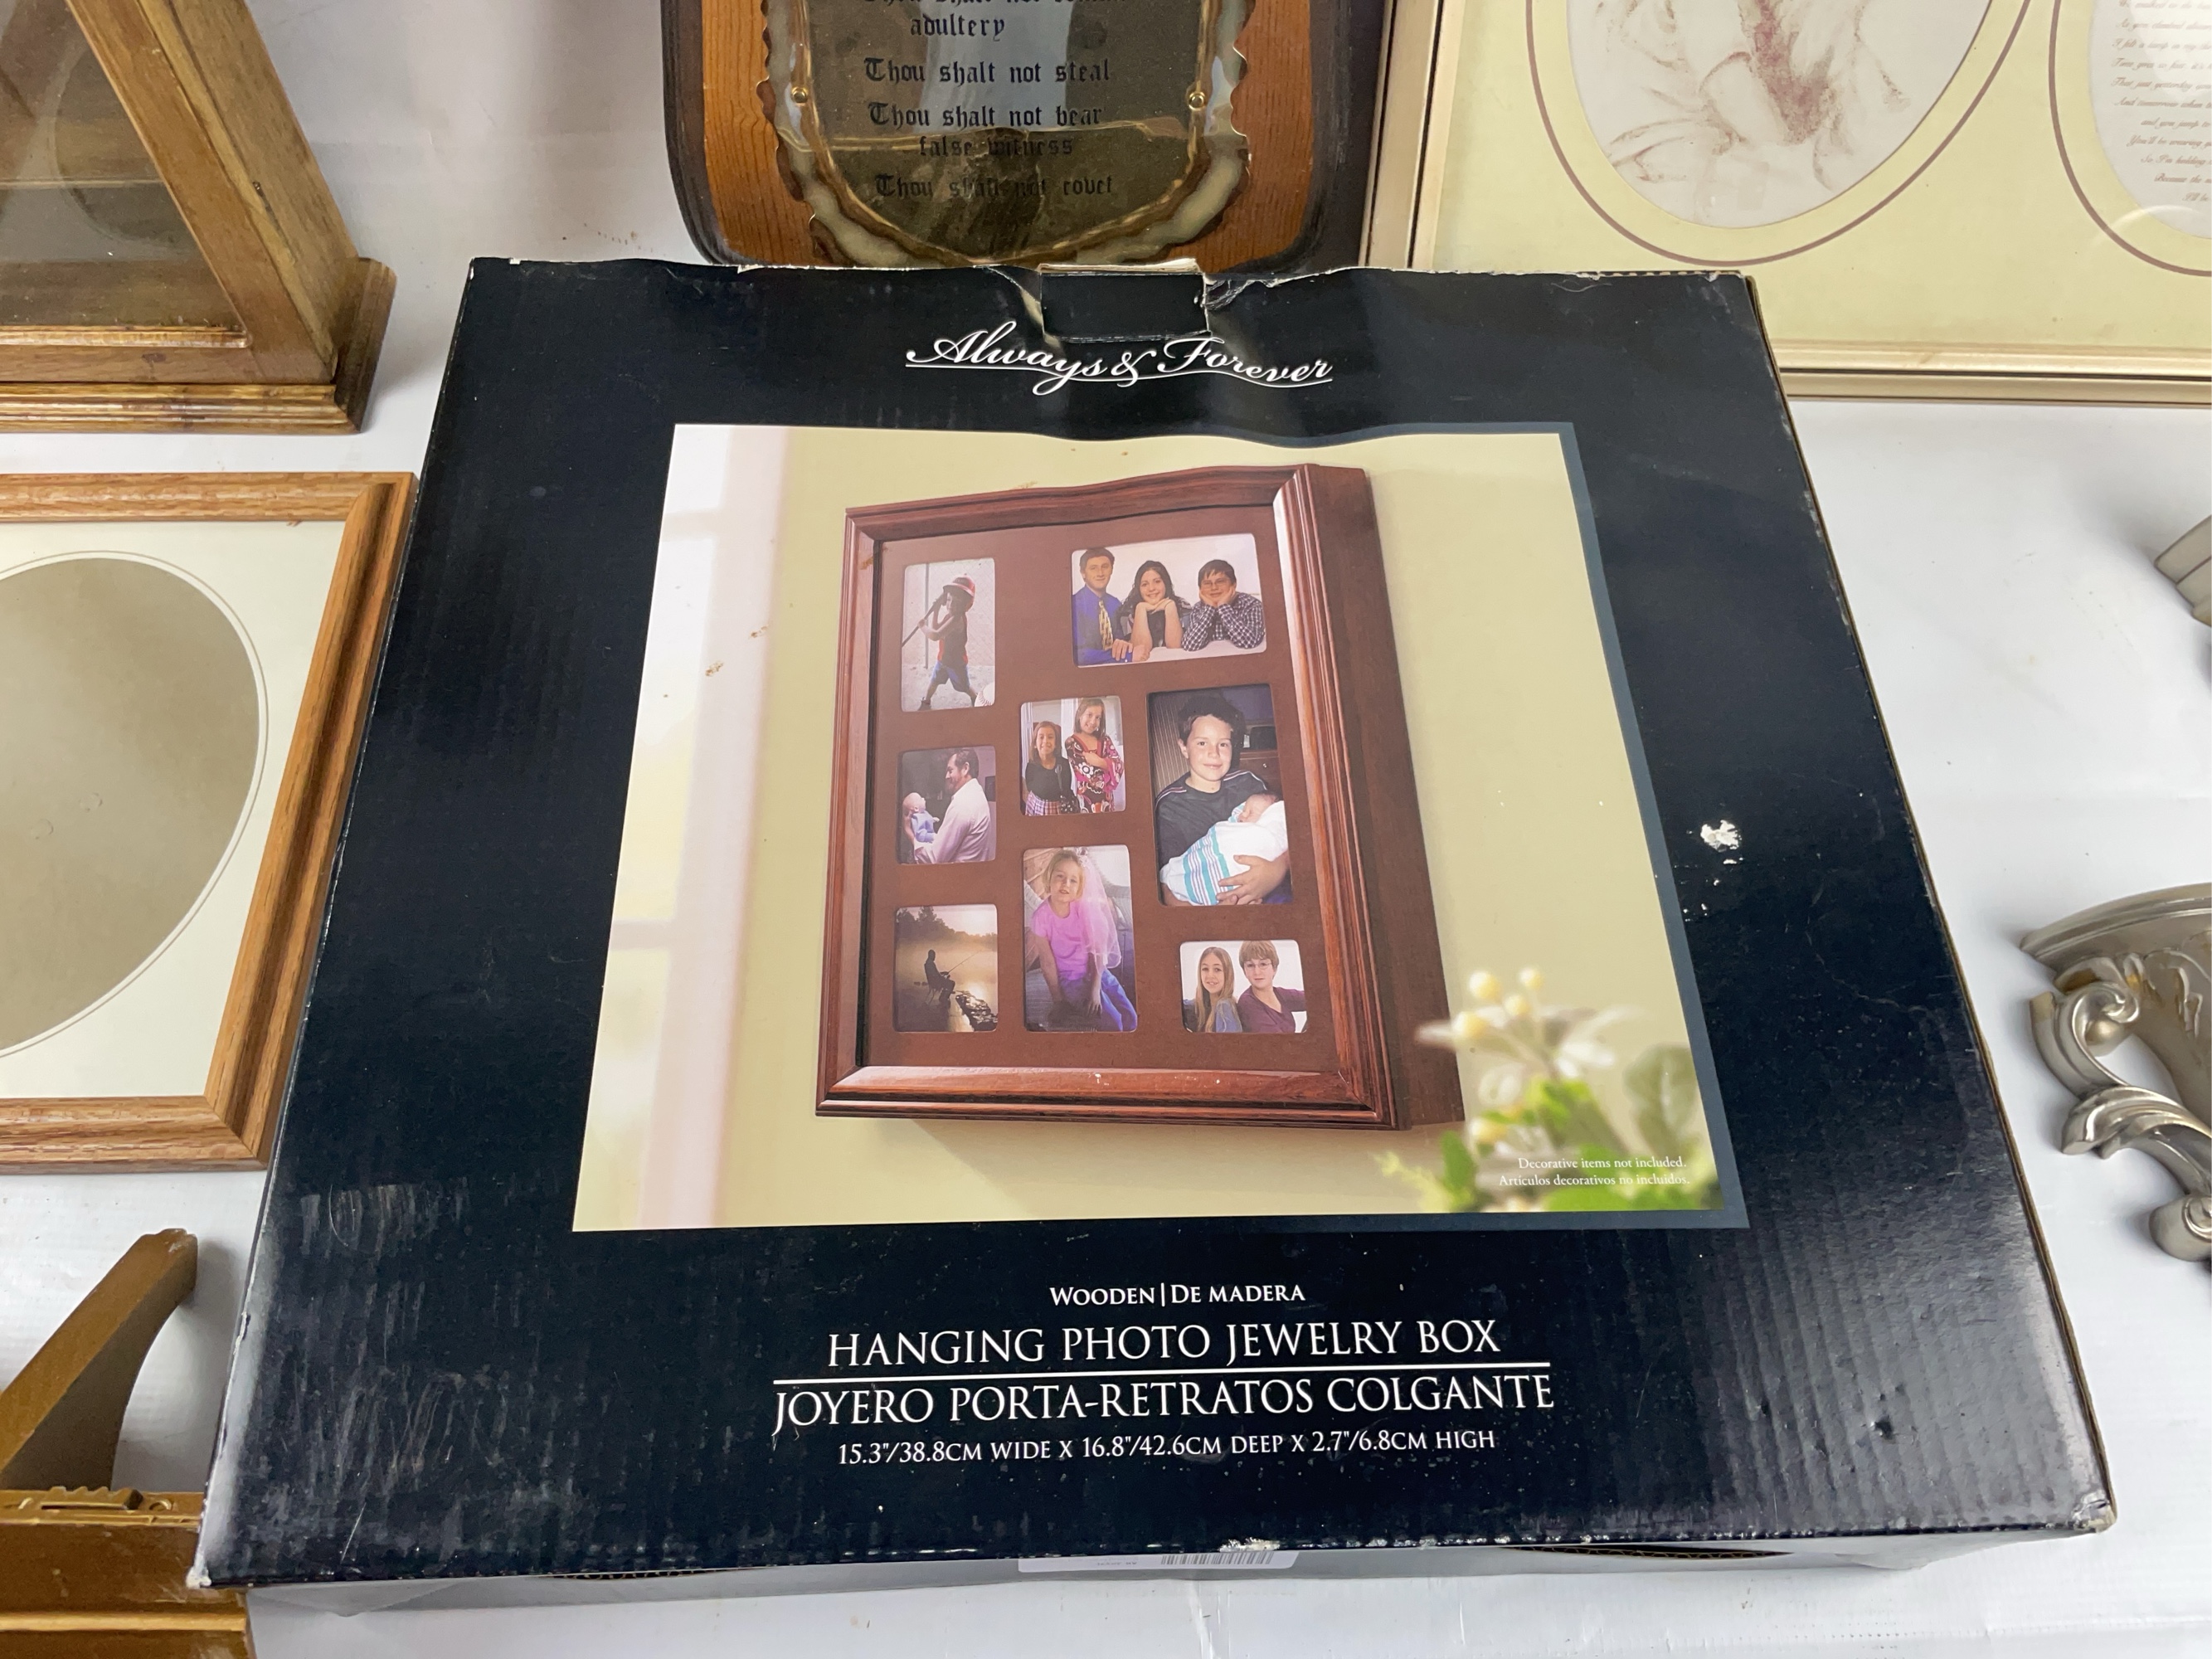 adultery
Thou shalt not steal
Thou shalt not bear
false witness
Thou shalt not covet
Always & Forever
Decorative items not included.
Artículos decorativos no incluidos.
WOODEN|DE MADERA
HANGING PHOTO JEWELRY BOX
JOYERO PORTA-RETRATOS COLGANTE
15.3"/38.8CM WIDE X 16.8"/42.6CM DEEP X 2.7"/6.8CM HIGH